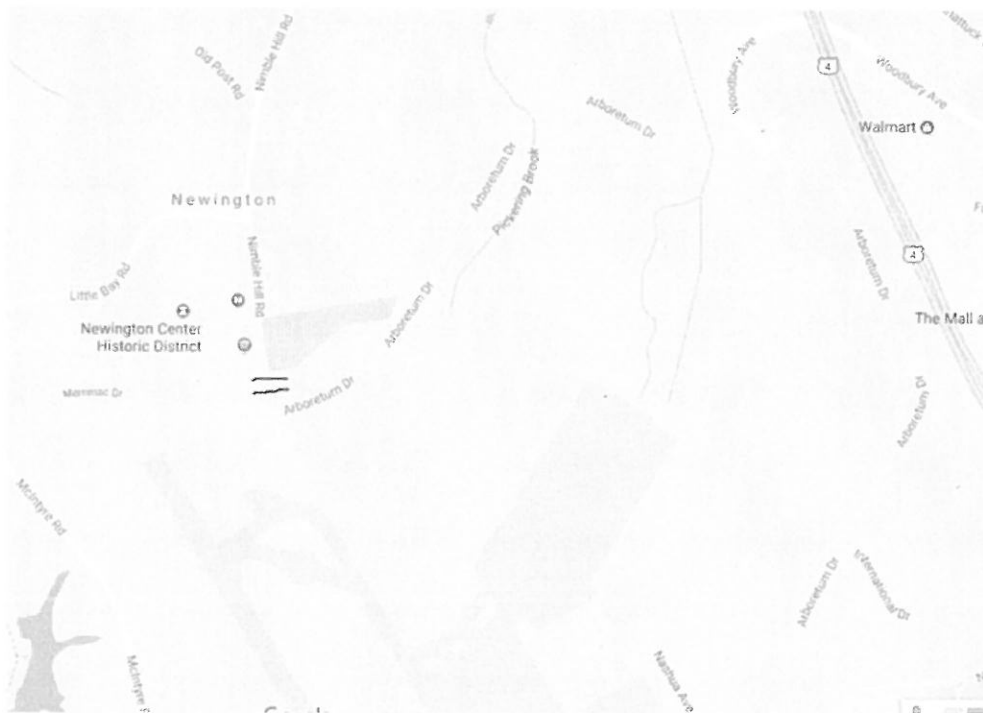 Old Post Rd
Nimble Hill Rd
Woodbury Ave
4
Woodbury Ave
Arboretum Dr
Walmart
Arboretum Dr
Pickering Brook
Newington
Nimble Hill Rd
Arboretum Dr
4
Little Bay Rd
Arboretum Dr
Newington Center
Historic District
The Mall a
Merrimac Dr
Arboretum Dr
Arboretum Dr
McIntyre Rd
Arboretum Dr
International Dr
McIntyre
Nashua Ave